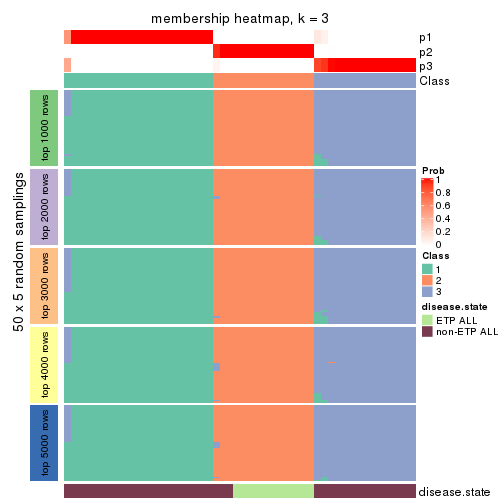 membership heatmap, k = 3
p1
p2
p3
Class
50 x 5 random samplings
top 1000 rows
top 2000 rows
top 3000 rows
top 4000 rows
top 5000 rows
Prob
1
0.8
0.6
0.4
0.2
0
Class
1
2
3
disease.state
ETP ALL
non-ETP ALL
disease.state